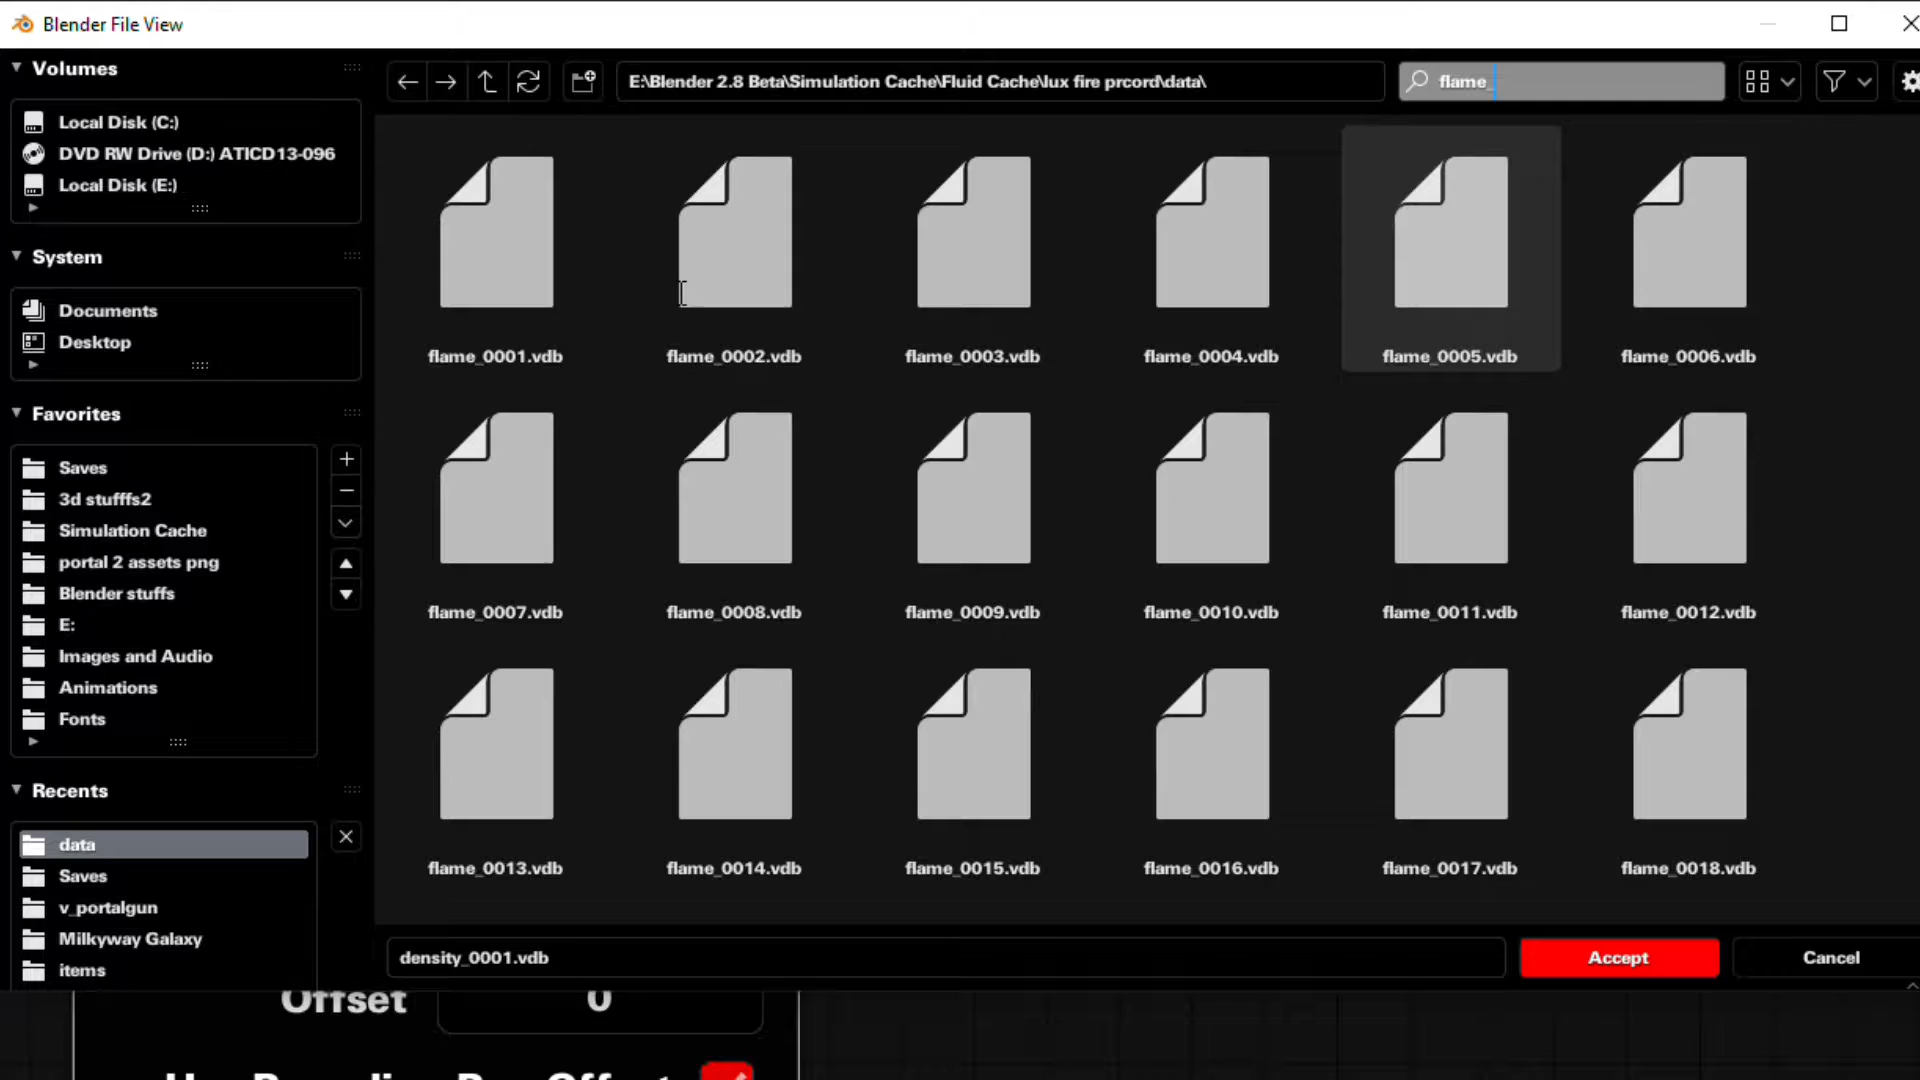 Blender File View
Volumes
Local Disk (C:)
DVD RW Drive (D:) ATICD13-096
Local Disk (E:)
System
Documents
Desktop
Favorites
Saves
3d stufffs2
Simulation Cache
portal 2 assets png
Blender stuffs
E:
Images and Audio
Animations
Fonts
Recents
data
Saves
v_portalgun
Milkyway Galaxy
items
E:\Blender 2.8 Beta\Simulation Cache\Fluid Cache\lux fire prcord\data\
flame_
flame_0001.vdb
flame_0002.vdb
flame_0003.vdb
flame_0004.vdb
flame_0005.vdb
flame_0006.vdb
flame_0007.vdb
flame_0008.vdb
flame_0009.vdb
flame_0010.vdb
flame_0011.vdb
flame_0012.vdb
flame_0013.vdb
flame_0014.vdb
flame_0015.vdb
flame_0016.vdb
flame_0017.vdb
flame_0018.vdb
density_0001.vdb
Accept
Cancel
Offset
0